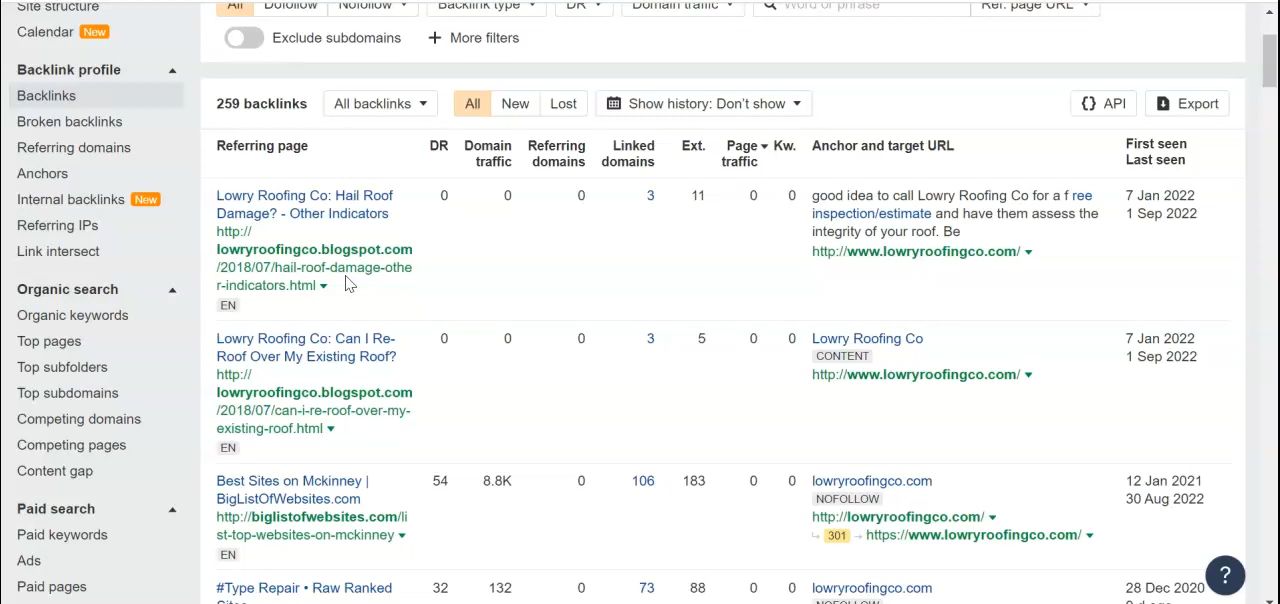 Site structure
Calendar New
Backlink profile
Backlinks
Broken backlinks
Referring domains
Anchors
Internal backlinks New
Referring IPs
Link intersect
Organic search
Organic keywords
Top pages
Top subfolders
Top subdomains
Competing domains
Competing pages
Content gap
Paid search
Paid keywords
Ads
Paid pages
All Dofollow Nofollow Backlink type DR Domain traffic Word or phrase Ref. page URL
Exclude subdomains + More filters
259 backlinks All backlinks All New Lost Show history: Don't show {} API Export
Referring page DR Domain traffic Referring domains Linked domains Ext. Page traffic Kw. Anchor and target URL First seen Last seen
Lowry Roofing Co: Hail Roof
Damage? - Other Indicators
http://
lowryroofingco.blogspot.com
/2018/07/hail-roof-damage-othe
r-indicators.html
EN
0 0 0 3 11 0 0
good idea to call Lowry Roofing Co for a f ree
inspection/estimate and have them assess the
integrity of your roof. Be
http://www.lowryroofingco.com/
7 Jan 2022
1 Sep 2022
Lowry Roofing Co: Can I Re-
Roof Over My Existing Roof?
http://
lowryroofingco.blogspot.com
/2018/07/can-i-re-roof-over-my-
existing-roof.html
EN
0 0 0 3 5 0 0
Lowry Roofing Co
CONTENT
http://www.lowryroofingco.com/
7 Jan 2022
1 Sep 2022
Best Sites on Mckinney |
BigListOfWebsites.com
http://biglistofwebsites.com/li
st-top-websites-on-mckinney
EN
54 8.8K 0 106 183 0 0
lowryroofingco.com
NOFOLLOW
http://lowryroofingco.com/
301 → https://www.lowryroofingco.com/
12 Jan 2021
30 Aug 2022
#Type Repair • Raw Ranked
Sites
32 132 0 73 88 0 0
lowryroofingco.com
NOFOLLOW
28 Dec 2020
9 d ago
?